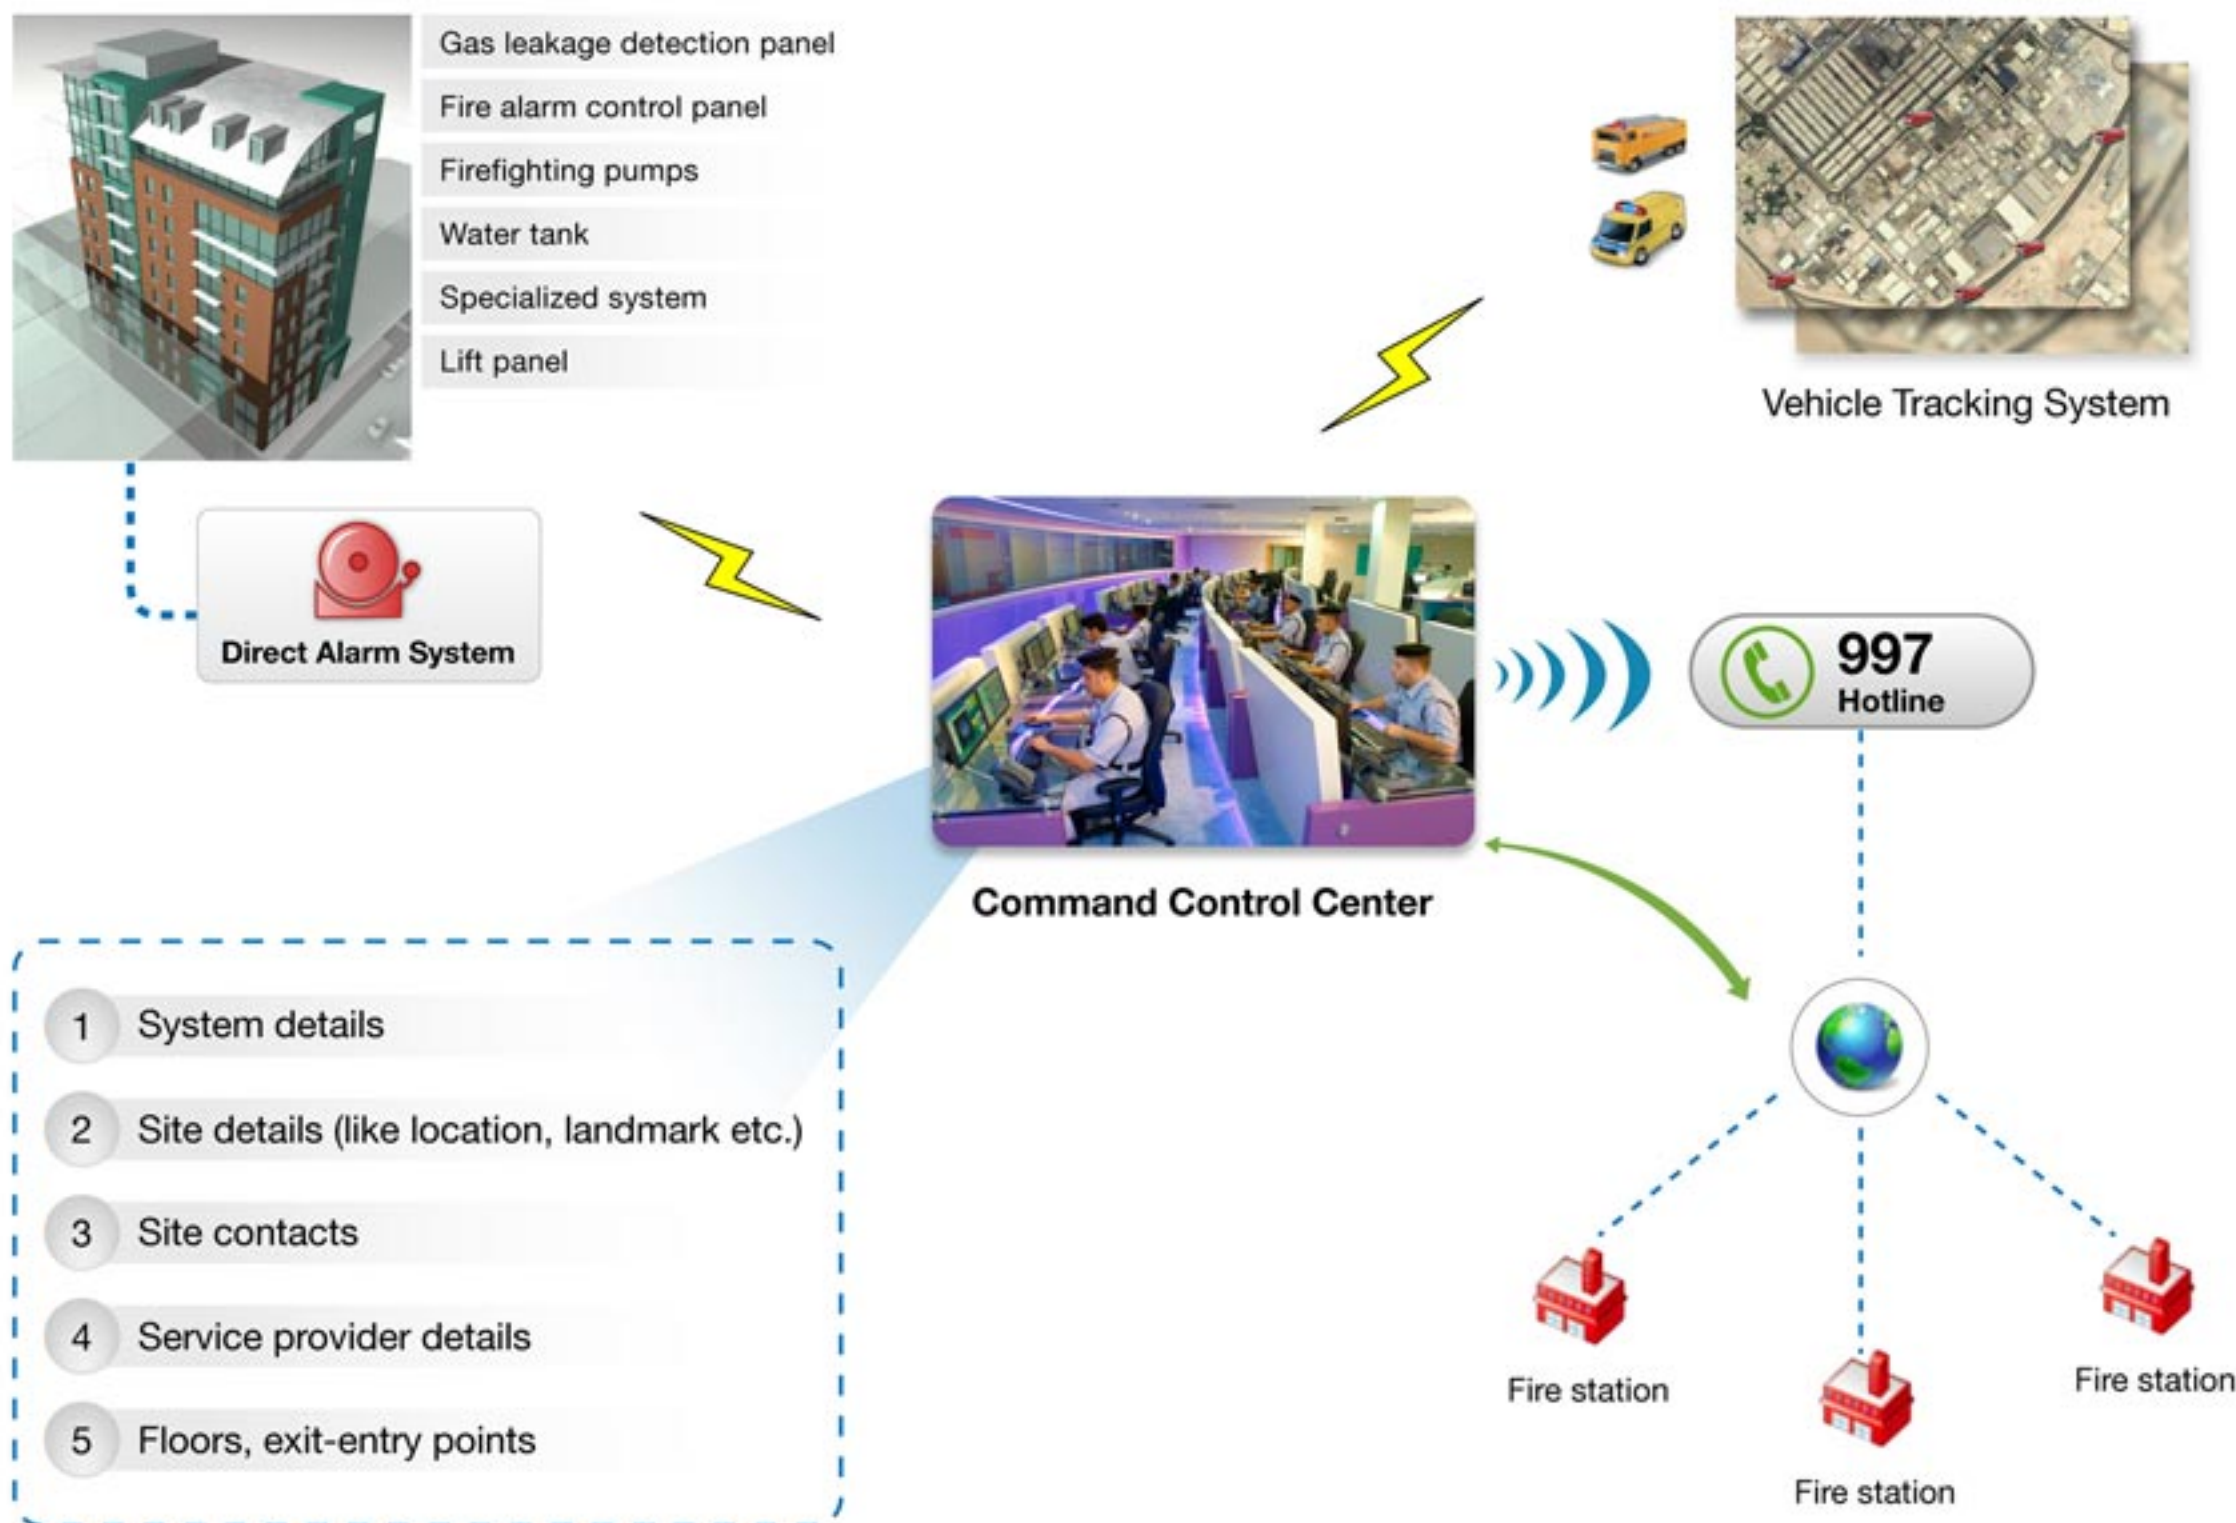 Gas leakage detection panel
Fire alarm control panel
Firefighting pumps
Water tank
Specialized system
Lift panel
Vehicle Tracking System
Direct Alarm System
997
Hotline
Command Control Center
1 System details
2 Site details (like location, landmark etc.)
3 Site contacts
4 Service provider details
5 Floors, exit-entry points
Fire station
Fire station
Fire station